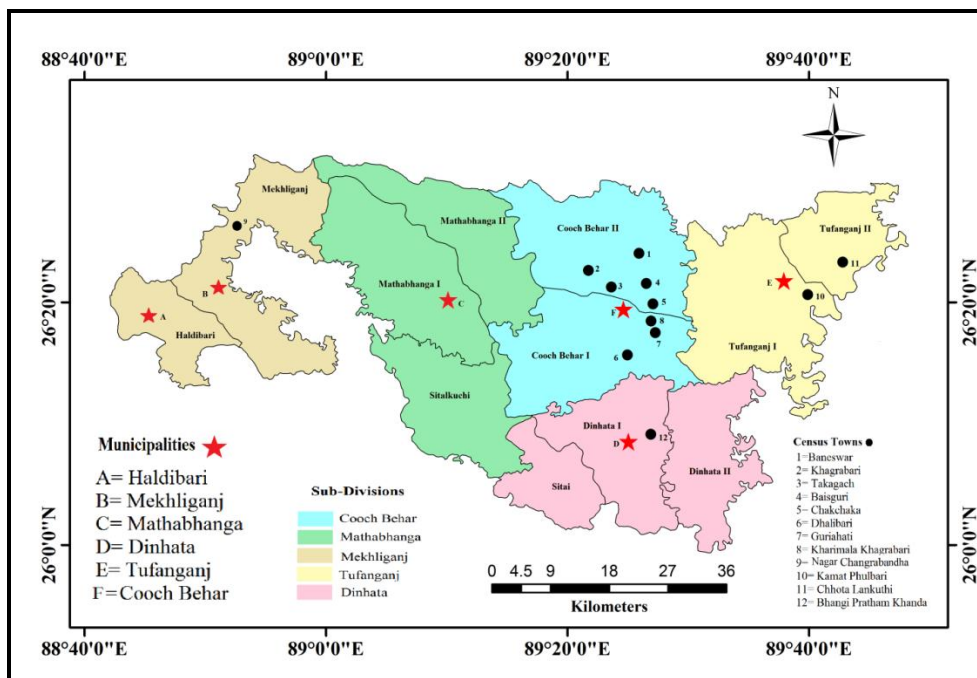 88°40'0"E 89°0'0"E 89°20'0"E 89°40'0"E
N
26°20'0"N
26°20'0"N
26°0'0"N
26°0'0"N
Mekhliganj
9
B
A
Haldibari
Mathabhanga II
Mathabhanga I
C
Sitalkuchi
Cooch Behar II
1
2
3
4
5
F
8
7
Cooch Behar I
6
Tufanganj II
11
E
10
Tufanganj I
Dinhata I
12
D
Dinhata II
Sitai
Municipalities
A= Haldibari
B= Mekhliganj
C= Mathabhanga
D= Dinhata
E= Tufanganj
F= Cooch Behar
Sub-Divisions
Cooch Behar
Mathabhanga
Mekhliganj
Tufanganj
Dinhata
0 4.5 9 18 27 36
Kilometers
Census Towns
1=Baneswar
2= Khagrabari
3= Takagach
4= Baisguri
5= Chakchaka
6= Dhalibari
7= Guriahati
8= Kharimala Khagrabari
9= Nagar Changrabandha
10= Kamat Phulbari
11= Chhota Lankuthi
12= Bhangi Pratham Khanda
88°40'0"E 89°0'0"E 89°20'0"E 89°40'0"E